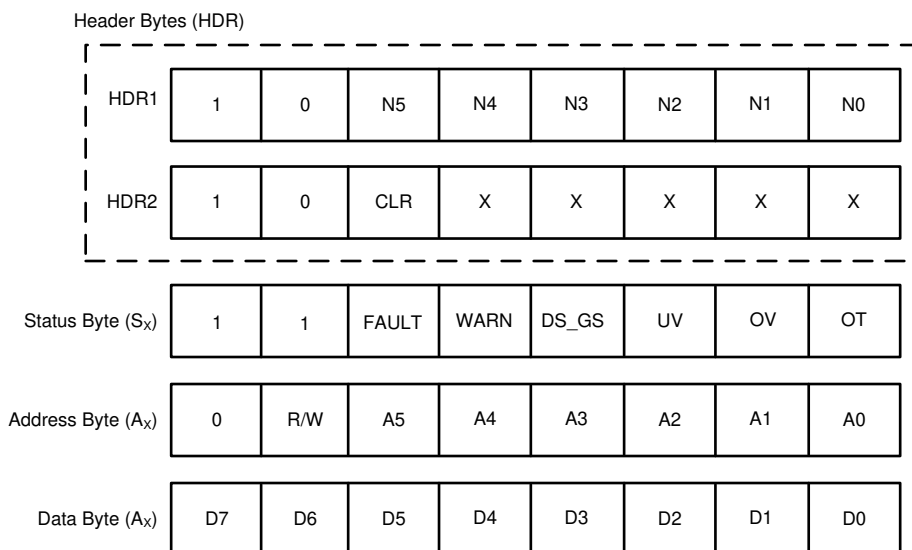 Header Bytes (HDR)
HDR1 1 0 N5 N4 N3 N2 N1 N0
HDR2 1 0 CLR X X X X X
Status Byte (SX) 1 1 FAULT WARN DS_GS UV OV OT
Address Byte (AX) 0 R/W A5 A4 A3 A2 A1 A0
Data Byte (AX) D7 D6 D5 D4 D3 D2 D1 D0